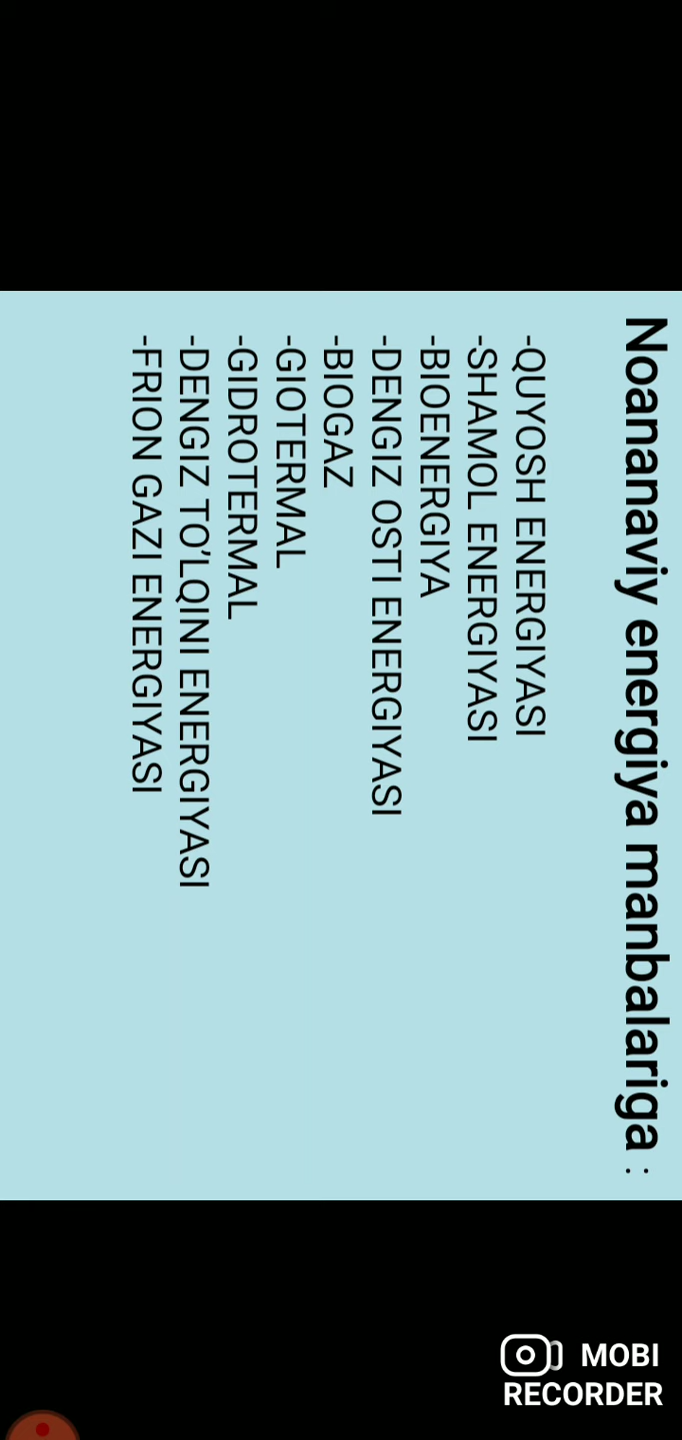 Noananaviy energiya manbalariga :
-QUYOSH ENERGIYASI
-SHAMOL ENERGIYASI
-BIOENERGIYA
-DENGIZ OSTI ENERGIYASI
-BIOGAZ
-GIOTERMAL
-GIDROTERMAL
-DENGIZ TO’LQINI ENERGIYASI
-FRION GAZI ENERGIYASI
MOBI
RECORDER